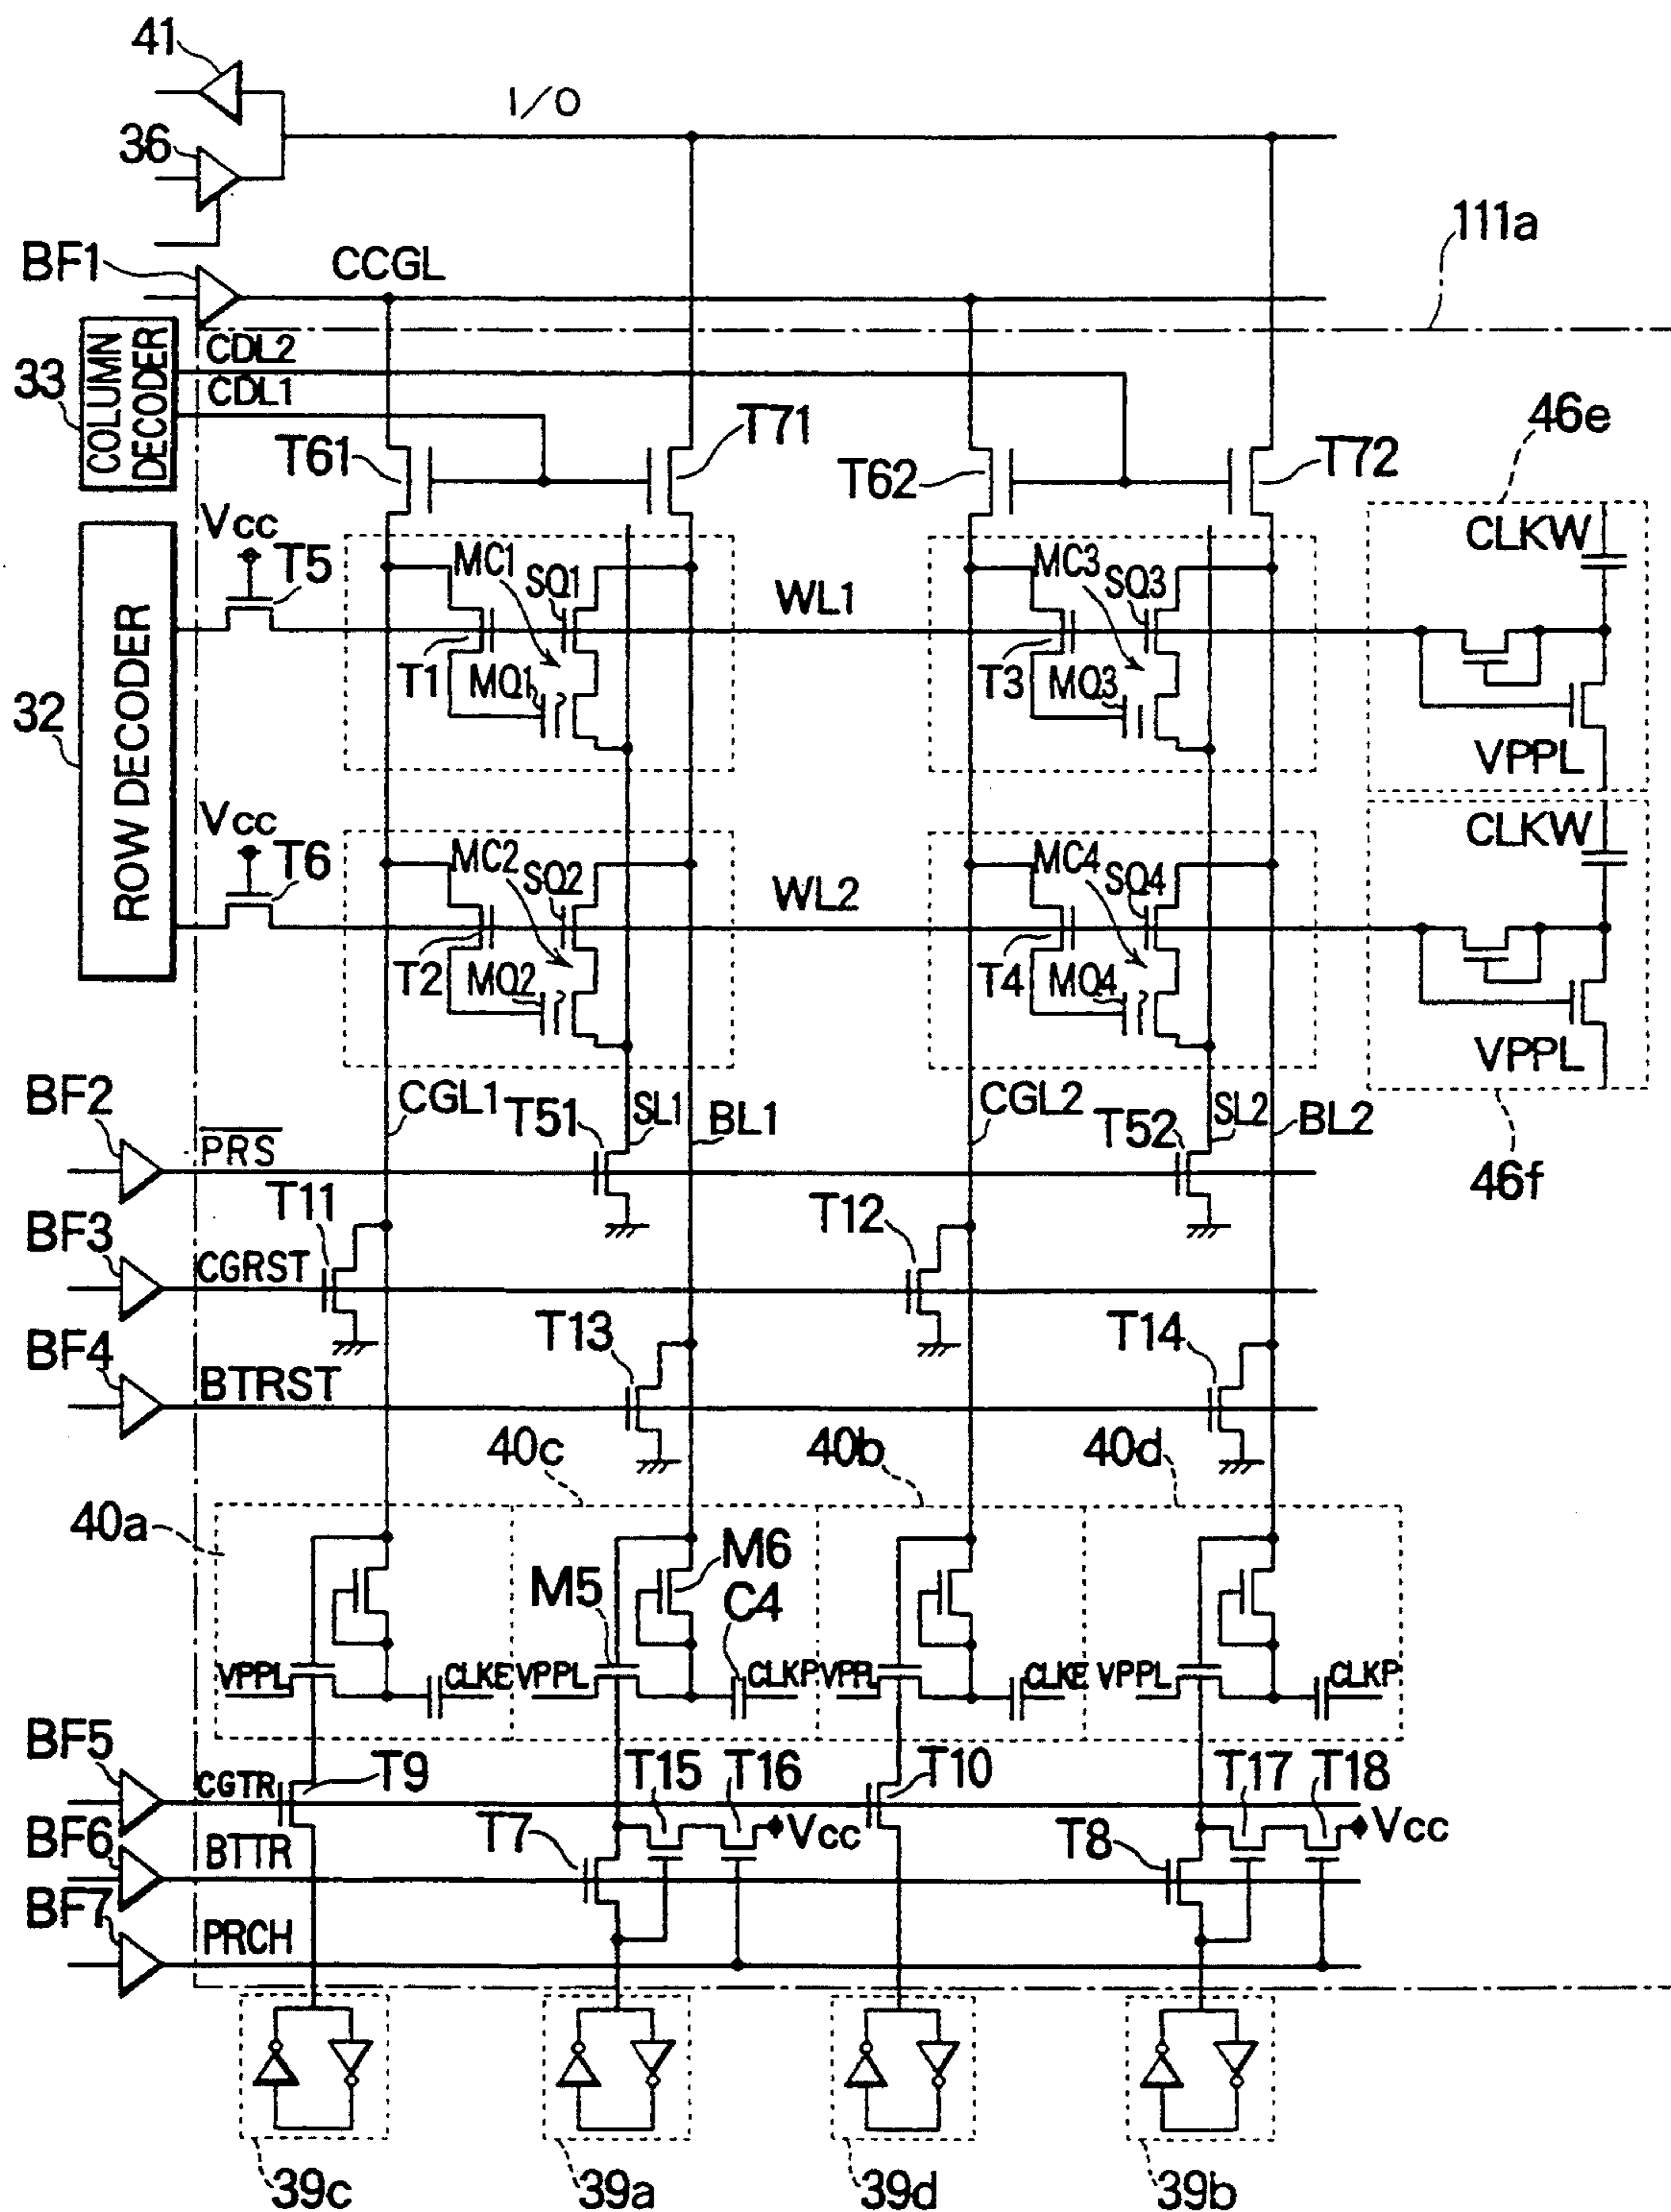 41
I/O
36
111a
BF1
CCGL
33
COLUMN DECODER
CDL2
CDL1
T61
T71
T62
T72
46e
CLKW
VPPL
Vcc
T5
MC1
SQ1
WL1
MC3
SQ3
T1
MQ1
T3
MQ3
32
ROW DECODER
Vcc
T6
MC2
SQ2
WL2
MC4
SQ4
CLKW
T2
MQ2
T4
MQ4
VPPL
46f
BF2
PRS
CGL1
T51
SL1
BL1
CGL2
T52
SL2
BL2
BF3
CGRST
T11
T12
BF4
BTRST
T13
T14
40a
40c
40b
40d
M5
M6
C4
VPPL
CLKE
VPPL
CLKP
VPPL
CLKE
VPPL
CLKP
BF5
CGTR
T9
T15
T16
T10
T17
T18
BF6
BTTR
T7
Vcc
T8
Vcc
BF7
PRCH
39c
39a
39d
39b